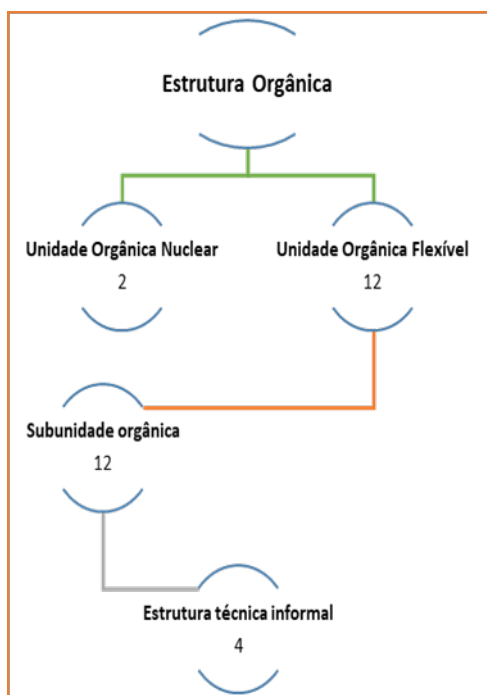 Estrutura Orgânica
Unidade Orgânica Nuclear
2
Unidade Orgânica Flexível
12
Subunidade orgânica
12
Estrutura técnica informal
4